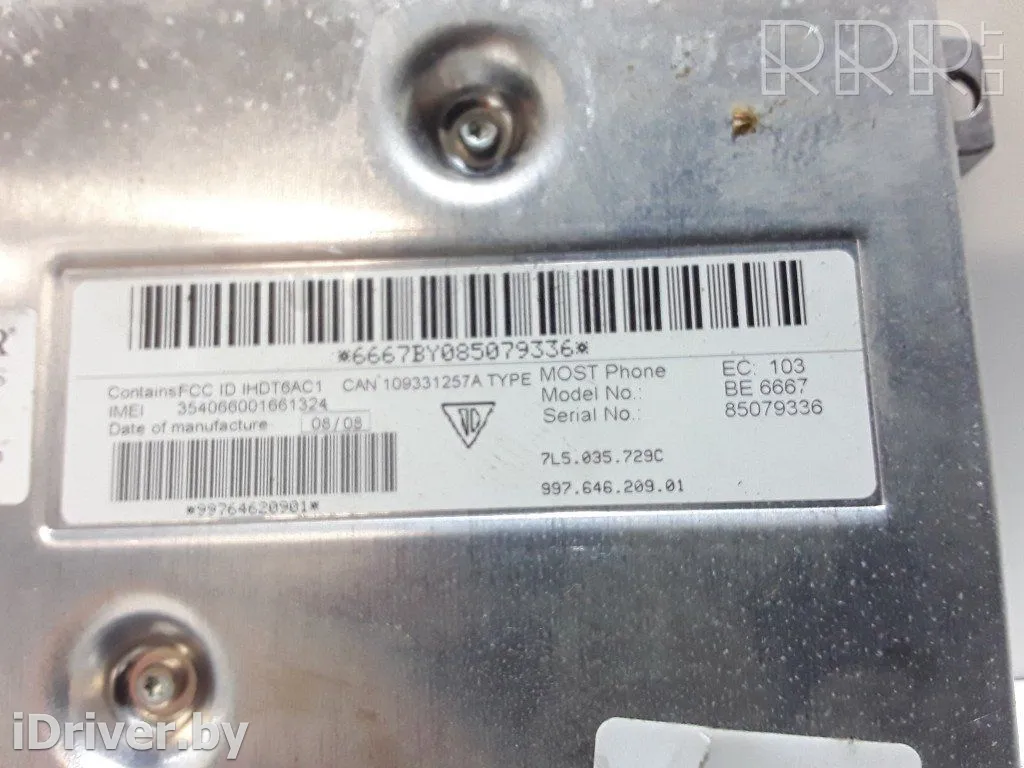 RRR
*6667BY085079336*
Contains FCC ID IHDT6AC1 CAN 109331257A TYPE
IMEI 354066001661324
Date of manufacture 08/08
MOST Phone EC: 103
Model No.: BE 6667
Serial No.: 85079336
7L5.035.729C
997.646.209.01
*99764620901*
iDriver.by